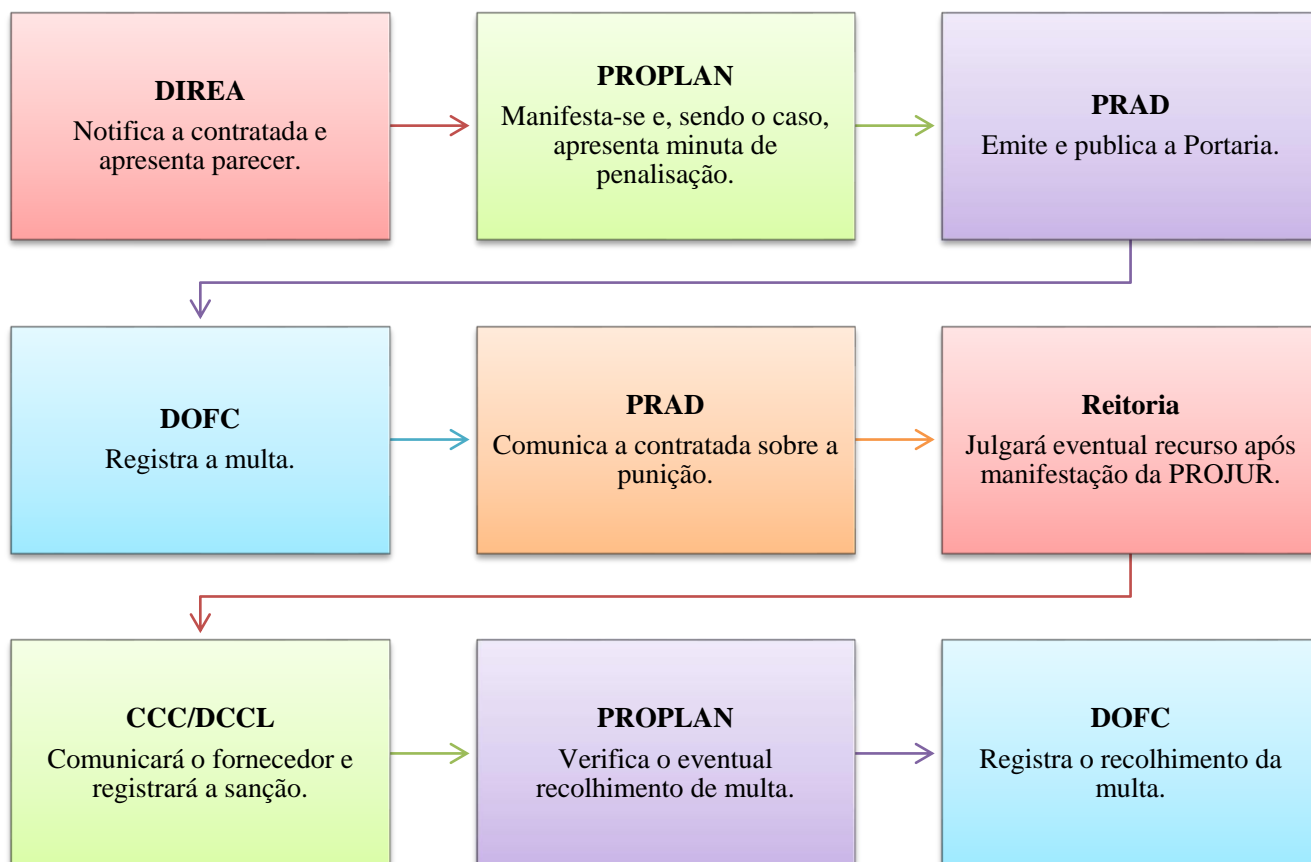 DIREA
Notifica a contratada e
apresenta parecer.
PROPLAN
Manifesta-se e, sendo o caso,
apresenta minuta de
penalisação.
PRAD
Emite e publica a Portaria.
DOFC
Registra a multa.
PRAD
Comunica a contratada sobre a
punição.
Reitoria
Julgará eventual recurso após
manifestação da PROJUR.
CCC/DCCL
Comunicará o fornecedor e
registrará a sanção.
PROPLAN
Verifica o eventual
recolhimento de multa.
DOFC
Registra o recolhimento da
multa.